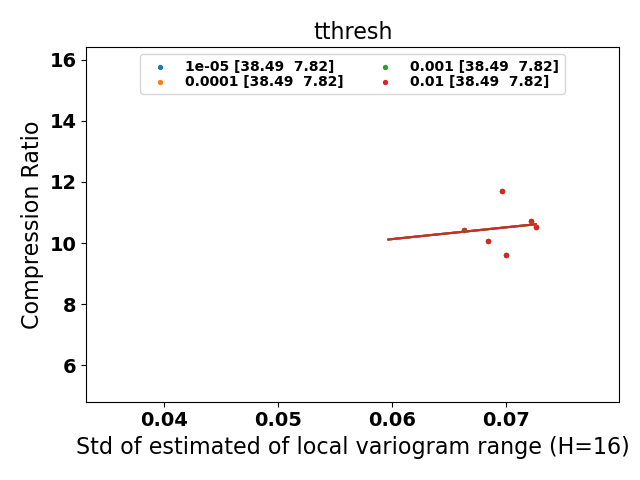 tthresh
1e-05 [38.49  7.82]
0.0001 [38.49  7.82]
0.001 [38.49  7.82]
0.01 [38.49  7.82]
Compression Ratio
16
14
12
10
8
6
0.04 0.05 0.06 0.07
Std of estimated of local variogram range (H=16)